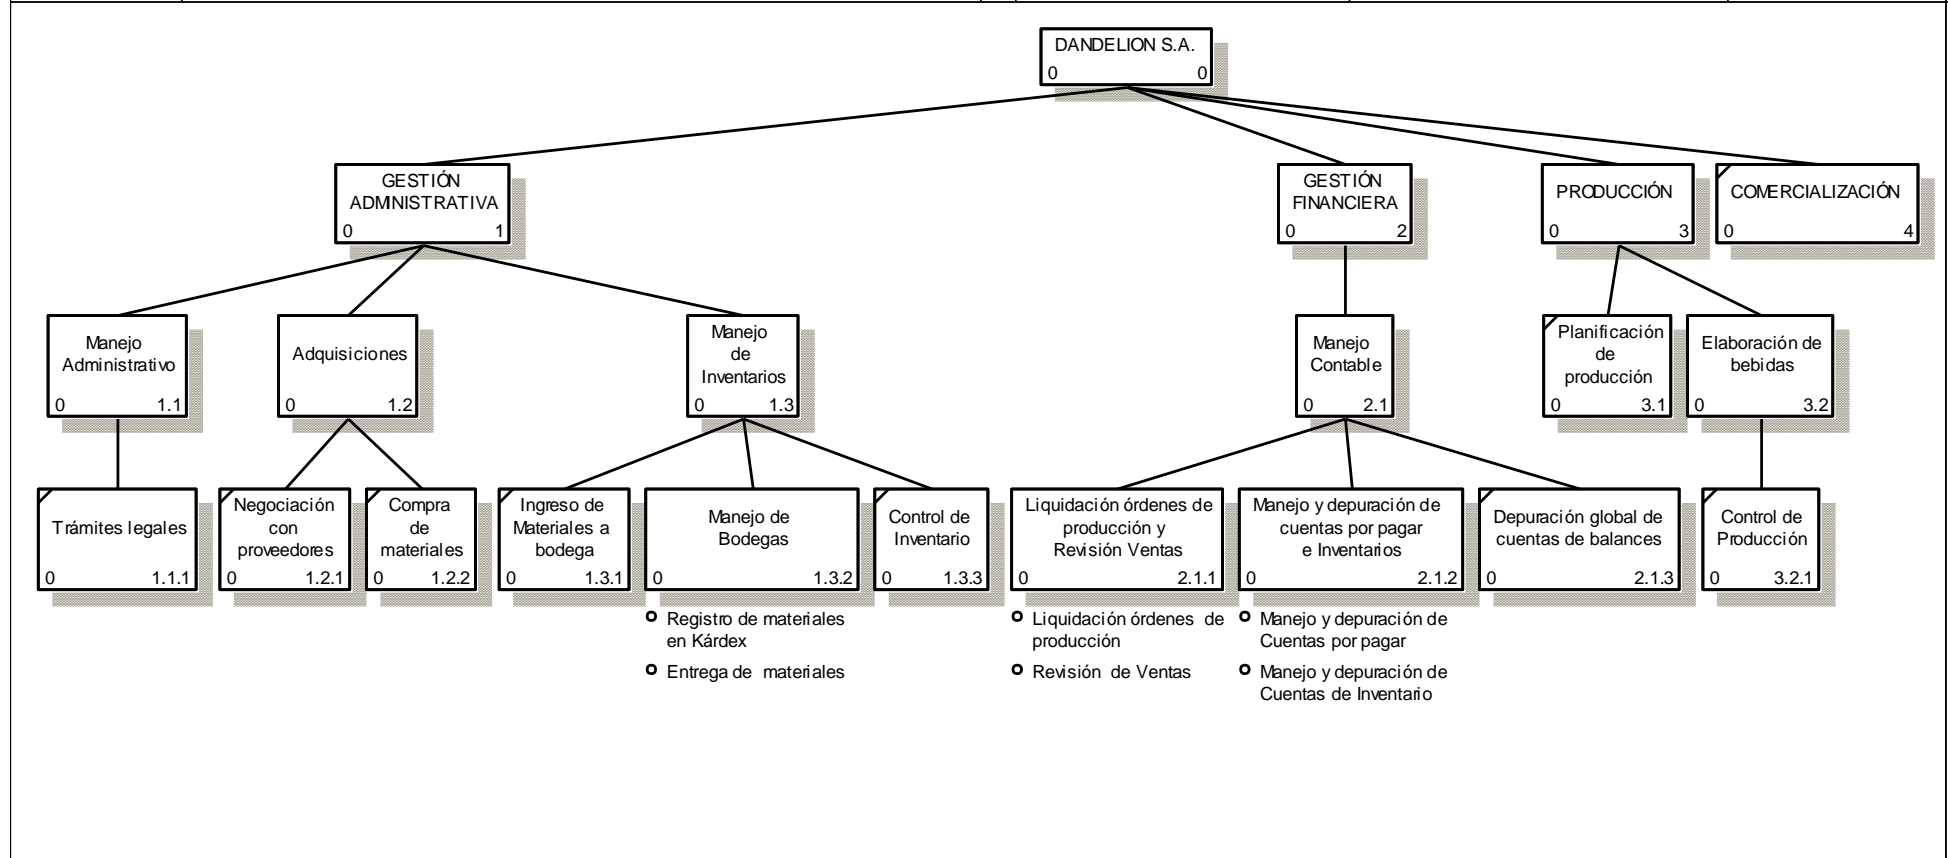 DANDELION S.A.
0 0
GESTIÓN
ADMINISTRATIVA
0 1
GESTIÓN
FINANCIERA
0 2
PRODUCCIÓN
0 3
COMERCIALIZACIÓN
0 4
Manejo
Administrativo
0 1.1
Adquisiciones
0 1.2
Manejo
de
Inventarios
0 1.3
Manejo
Contable
0 2.1
Planificación
de
producción
0 3.1
Elaboración de
bebidas
0 3.2
Trámites legales
0 1.1.1
Negociación
con
proveedores
0 1.2.1
Compra
de
materiales
0 1.2.2
Ingreso de
Materiales a
bodega
0 1.3.1
Manejo de
Bodegas
0 1.3.2
Registro de materiales
en Kárdex
Entrega de materiales
Control de
Inventario
0 1.3.3
Liquidación órdenes de
producción y
Revisión Ventas
0 2.1.1
Liquidación órdenes de
producción
Revisión de Ventas
Manejo y depuración de
cuentas por pagar
e Inventarios
0 2.1.2
Manejo y depuración de
Cuentas por pagar
Manejo y depuración de
Cuentas de Inventario
Depuración global de
cuentas de balances
0 2.1.3
Control de
Producción
0 3.2.1